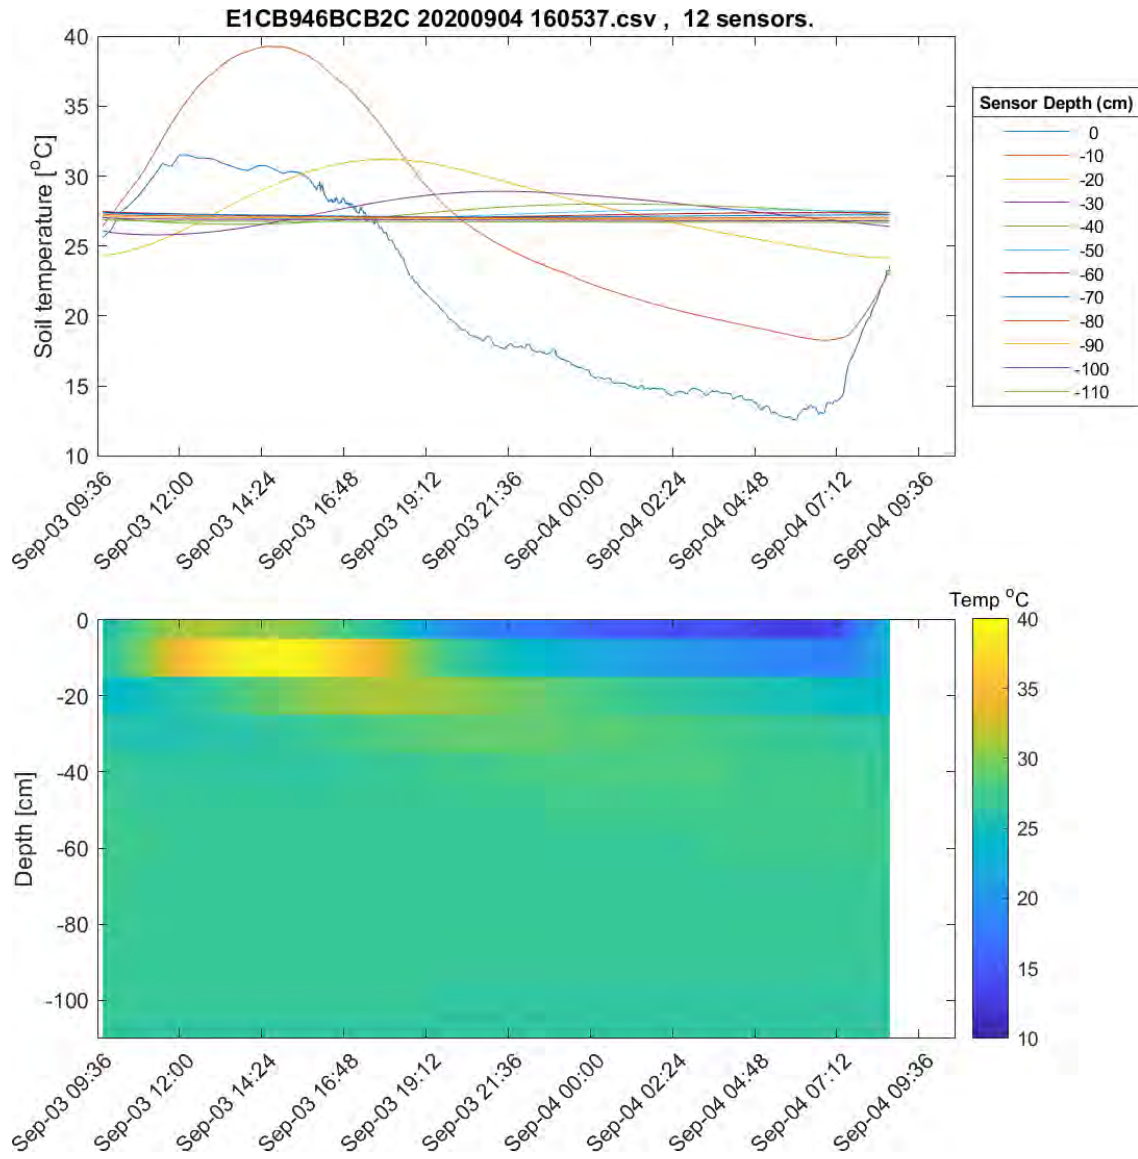 E1CB946BCB2C 20200904 160537.csv , 12 sensors.
40
35
30
25
20
15
10
Soil temperature [°C]
Sep-03 09:36
Sep-03 12:00
Sep-03 14:24
Sep-03 16:48
Sep-03 19:12
Sep-03 21:36
Sep-04 00:00
Sep-04 02:24
Sep-04 04:48
Sep-04 07:12
Sep-04 09:36
Sensor Depth (cm)
0
-10
-20
-30
-40
-50
-60
-70
-80
-90
-100
-110
0
-20
-40
-60
-80
-100
Depth [cm]
Sep-03 09:36
Sep-03 12:00
Sep-03 14:24
Sep-03 16:48
Sep-03 19:12
Sep-03 21:36
Sep-04 00:00
Sep-04 02:24
Sep-04 04:48
Sep-04 07:12
Sep-04 09:36
Temp °C
40
35
30
25
20
15
10